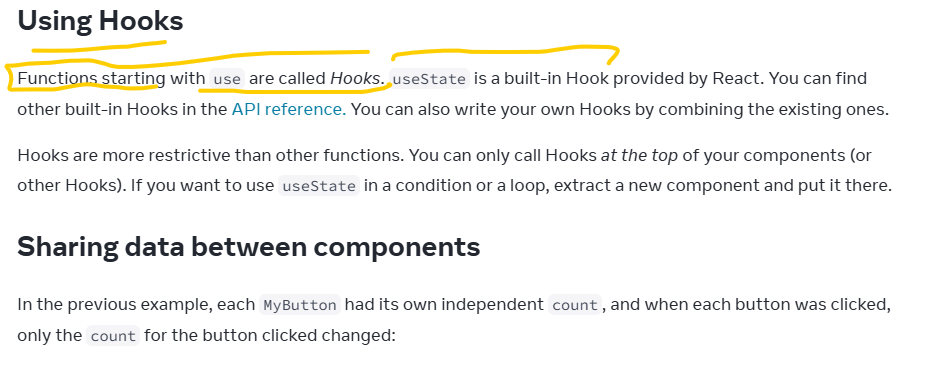 Using Hooks
Functions starting with use are called Hooks. useState is a built-in Hook provided by React. You can find
other built-in Hooks in the API reference. You can also write your own Hooks by combining the existing ones.
Hooks are more restrictive than other functions. You can only call Hooks at the top of your components (or
other Hooks). If you want to use useState in a condition or a loop, extract a new component and put it there.
Sharing data between components
In the previous example, each MyButton had its own independent count, and when each button was clicked,
only the count for the button clicked changed: